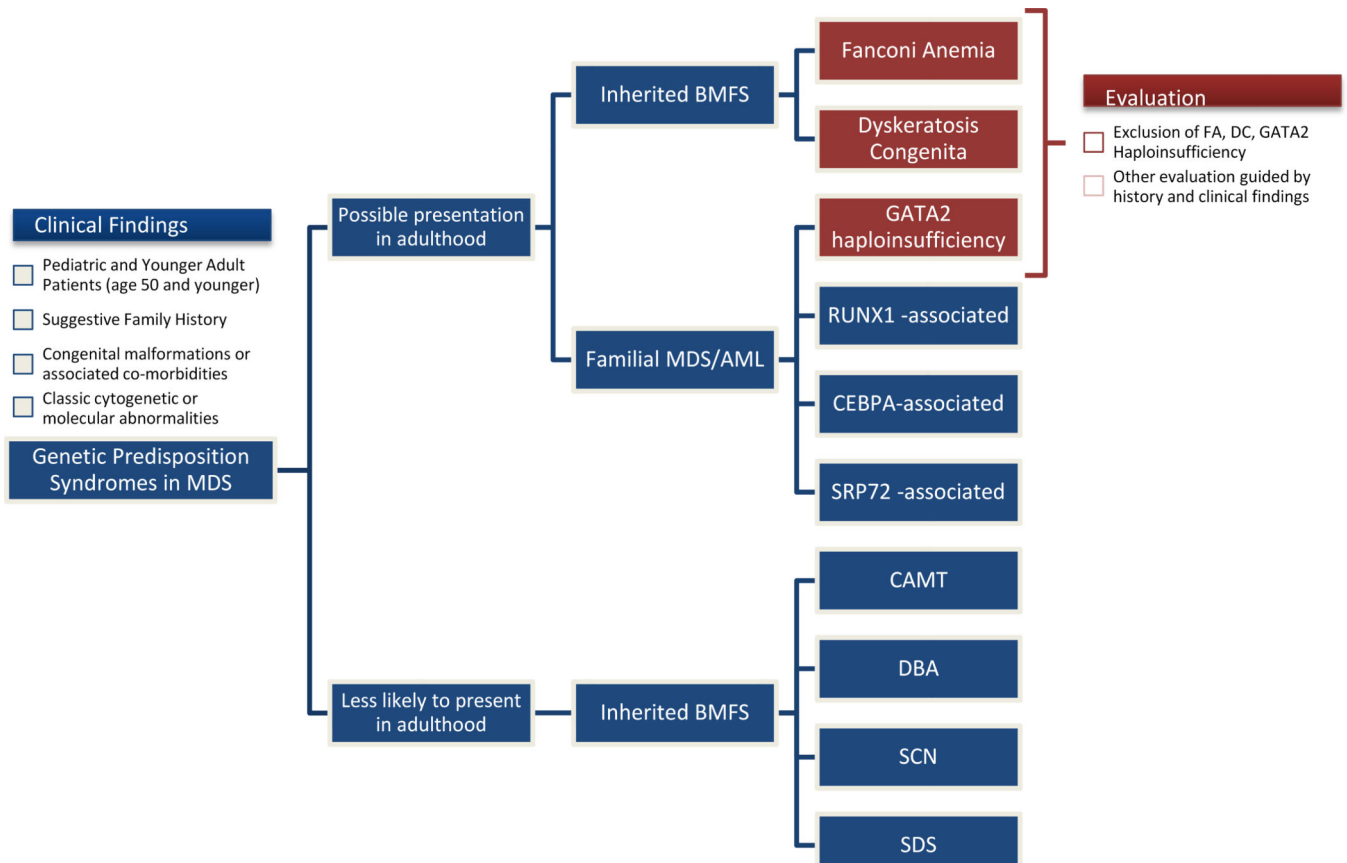 Clinical Findings
Pediatric and Younger Adult
Patients (age 50 and younger)
Suggestive Family History
Congenital malformations or
associated co-morbidities
Classic cytogenetic or
molecular abnormalities
Genetic Predisposition
Syndromes in MDS
Possible presentation
in adulthood
Inherited BMFS
Fanconi Anemia
Dyskeratosis
Congenita
Familial MDS/AML
GATA2
haploinsufficiency
RUNX1 -associated
CEBPA-associated
SRP72 -associated
Less likely to present
in adulthood
Inherited BMFS
CAMT
DBA
SCN
SDS
Evaluation
Exclusion of FA, DC, GATA2
Haploinsufficiency
Other evaluation guided by
history and clinical findings